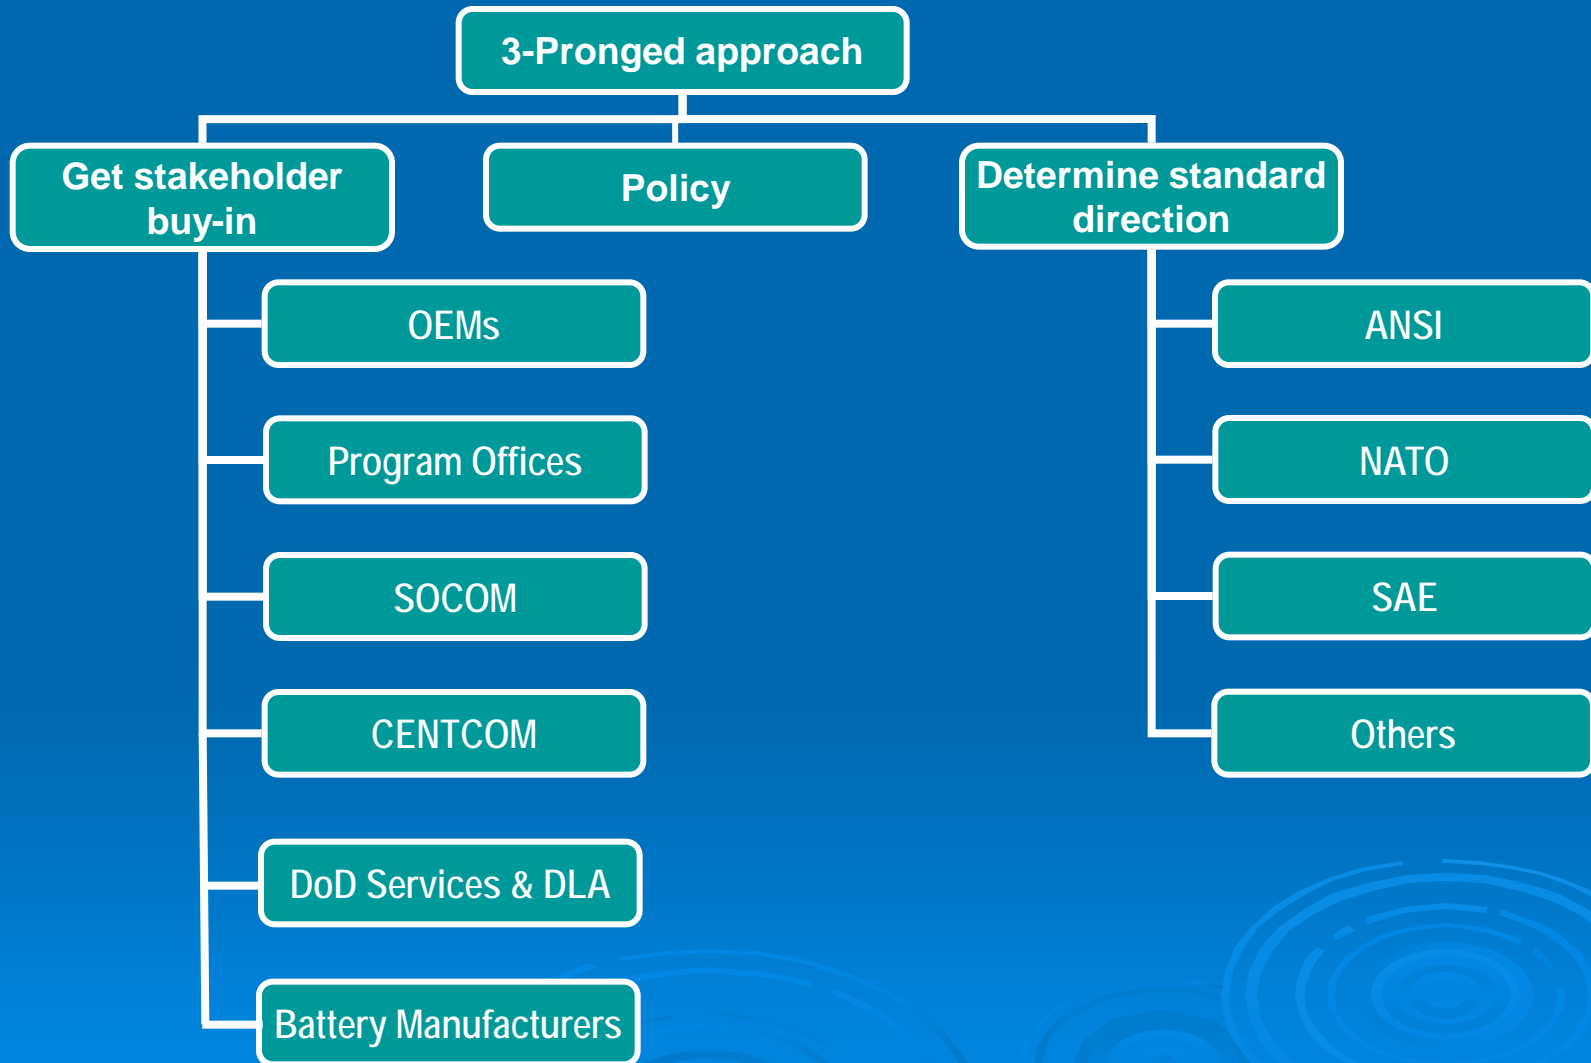 3-Pronged approach
Get stakeholder
buy-in
Policy
Determine standard
direction
OEMs
Program Offices
SOCOM
CENTCOM
DoD Services & DLA
Battery Manufacturers
ANSI
NATO
SAE
Others